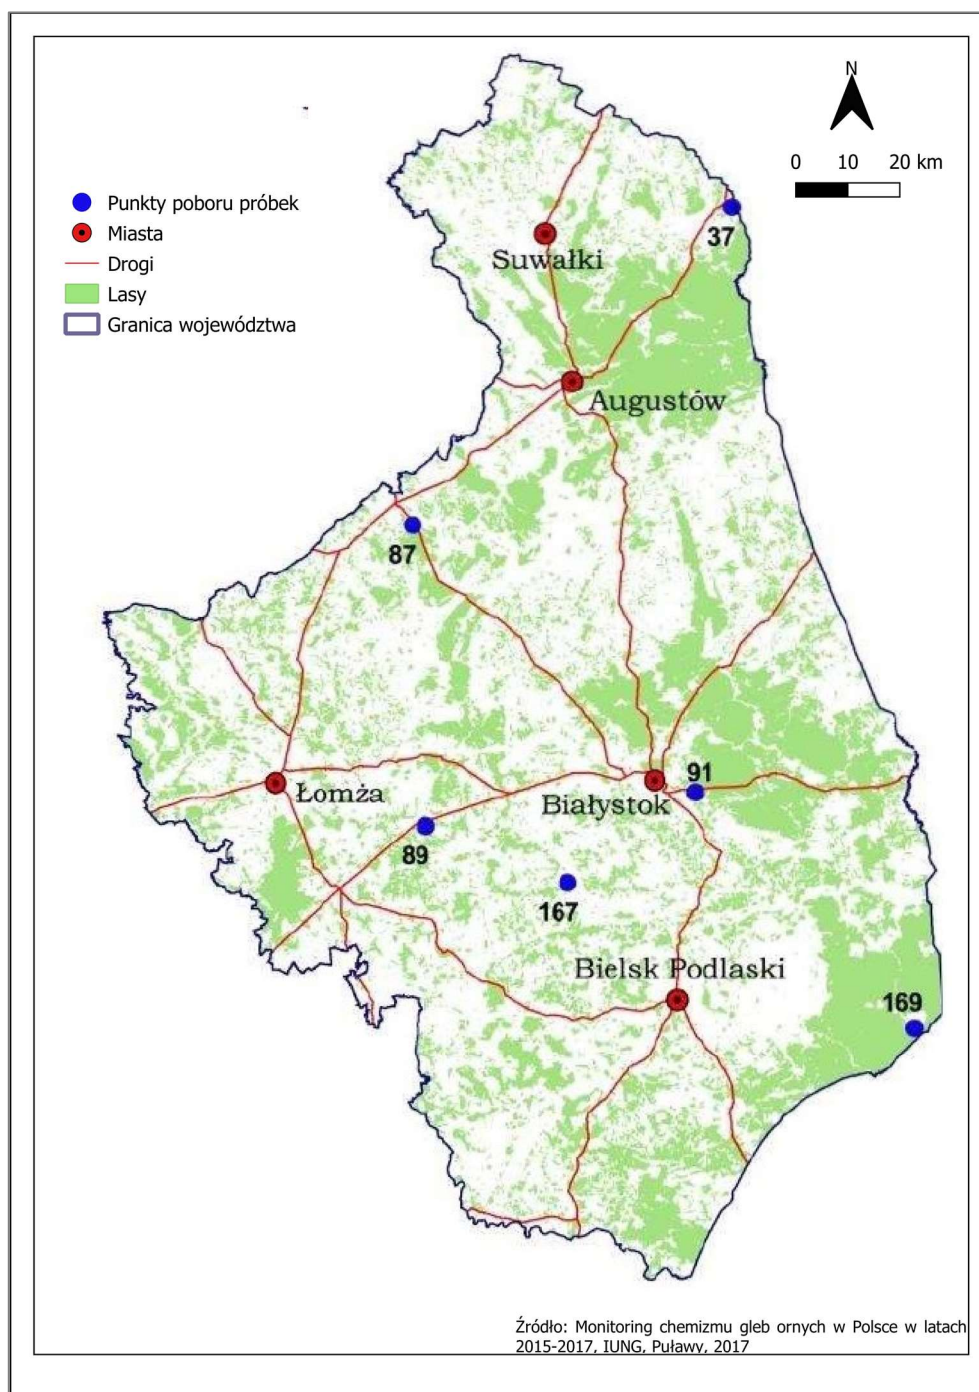 N
0 10 20 km
Punkty poboru próbek
Miasta
Drogi
Lasy
Granica województwa
37
Suwałki
Augustów
87
91
Łomża
Białystok
89
167
Bielsk Podlaski
169
Źródło: Monitoring chemizmu gleb ornych w Polsce w latach
2015-2017, IUNG, Puławy, 2017